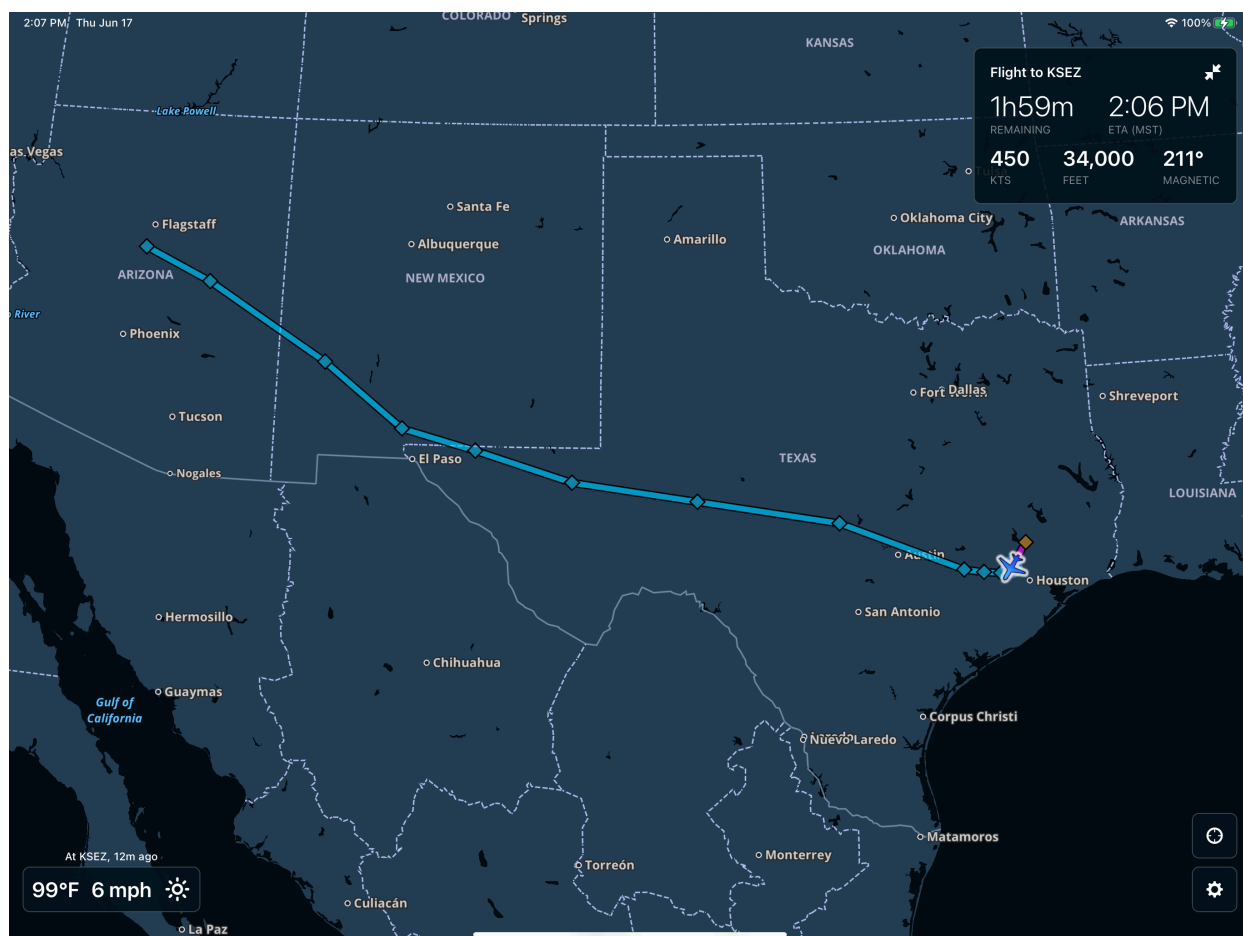 2:07 PM Thu Jun 17
100%
COLORADO
Springs
KANSAS
Flight to KSEZ
1h59m 2:06 PM
REMAINING ETA (MST)
450 34,000 211°
KTS FEET MAGNETIC
Lake Powell
as Vegas
Tulsa
Santa Fe
Flagstaff
Oklahoma City
ARKANSAS
Albuquerque
Amarillo
OKLAHOMA
ARIZONA
NEW MEXICO
River
Phoenix
Fort
Dallas
Shreveport
Tucson
El Paso
TEXAS
Nogales
LOUISIANA
Austin
Houston
San Antonio
Hermosillo
Chihuahua
Guaymas
Gulf of
California
Corpus Christi
Nuevo Laredo
Matamoros
At KSEZ, 12m ago
Monterrey
Torreón
99°F 6 mph
Culiacán
La Paz